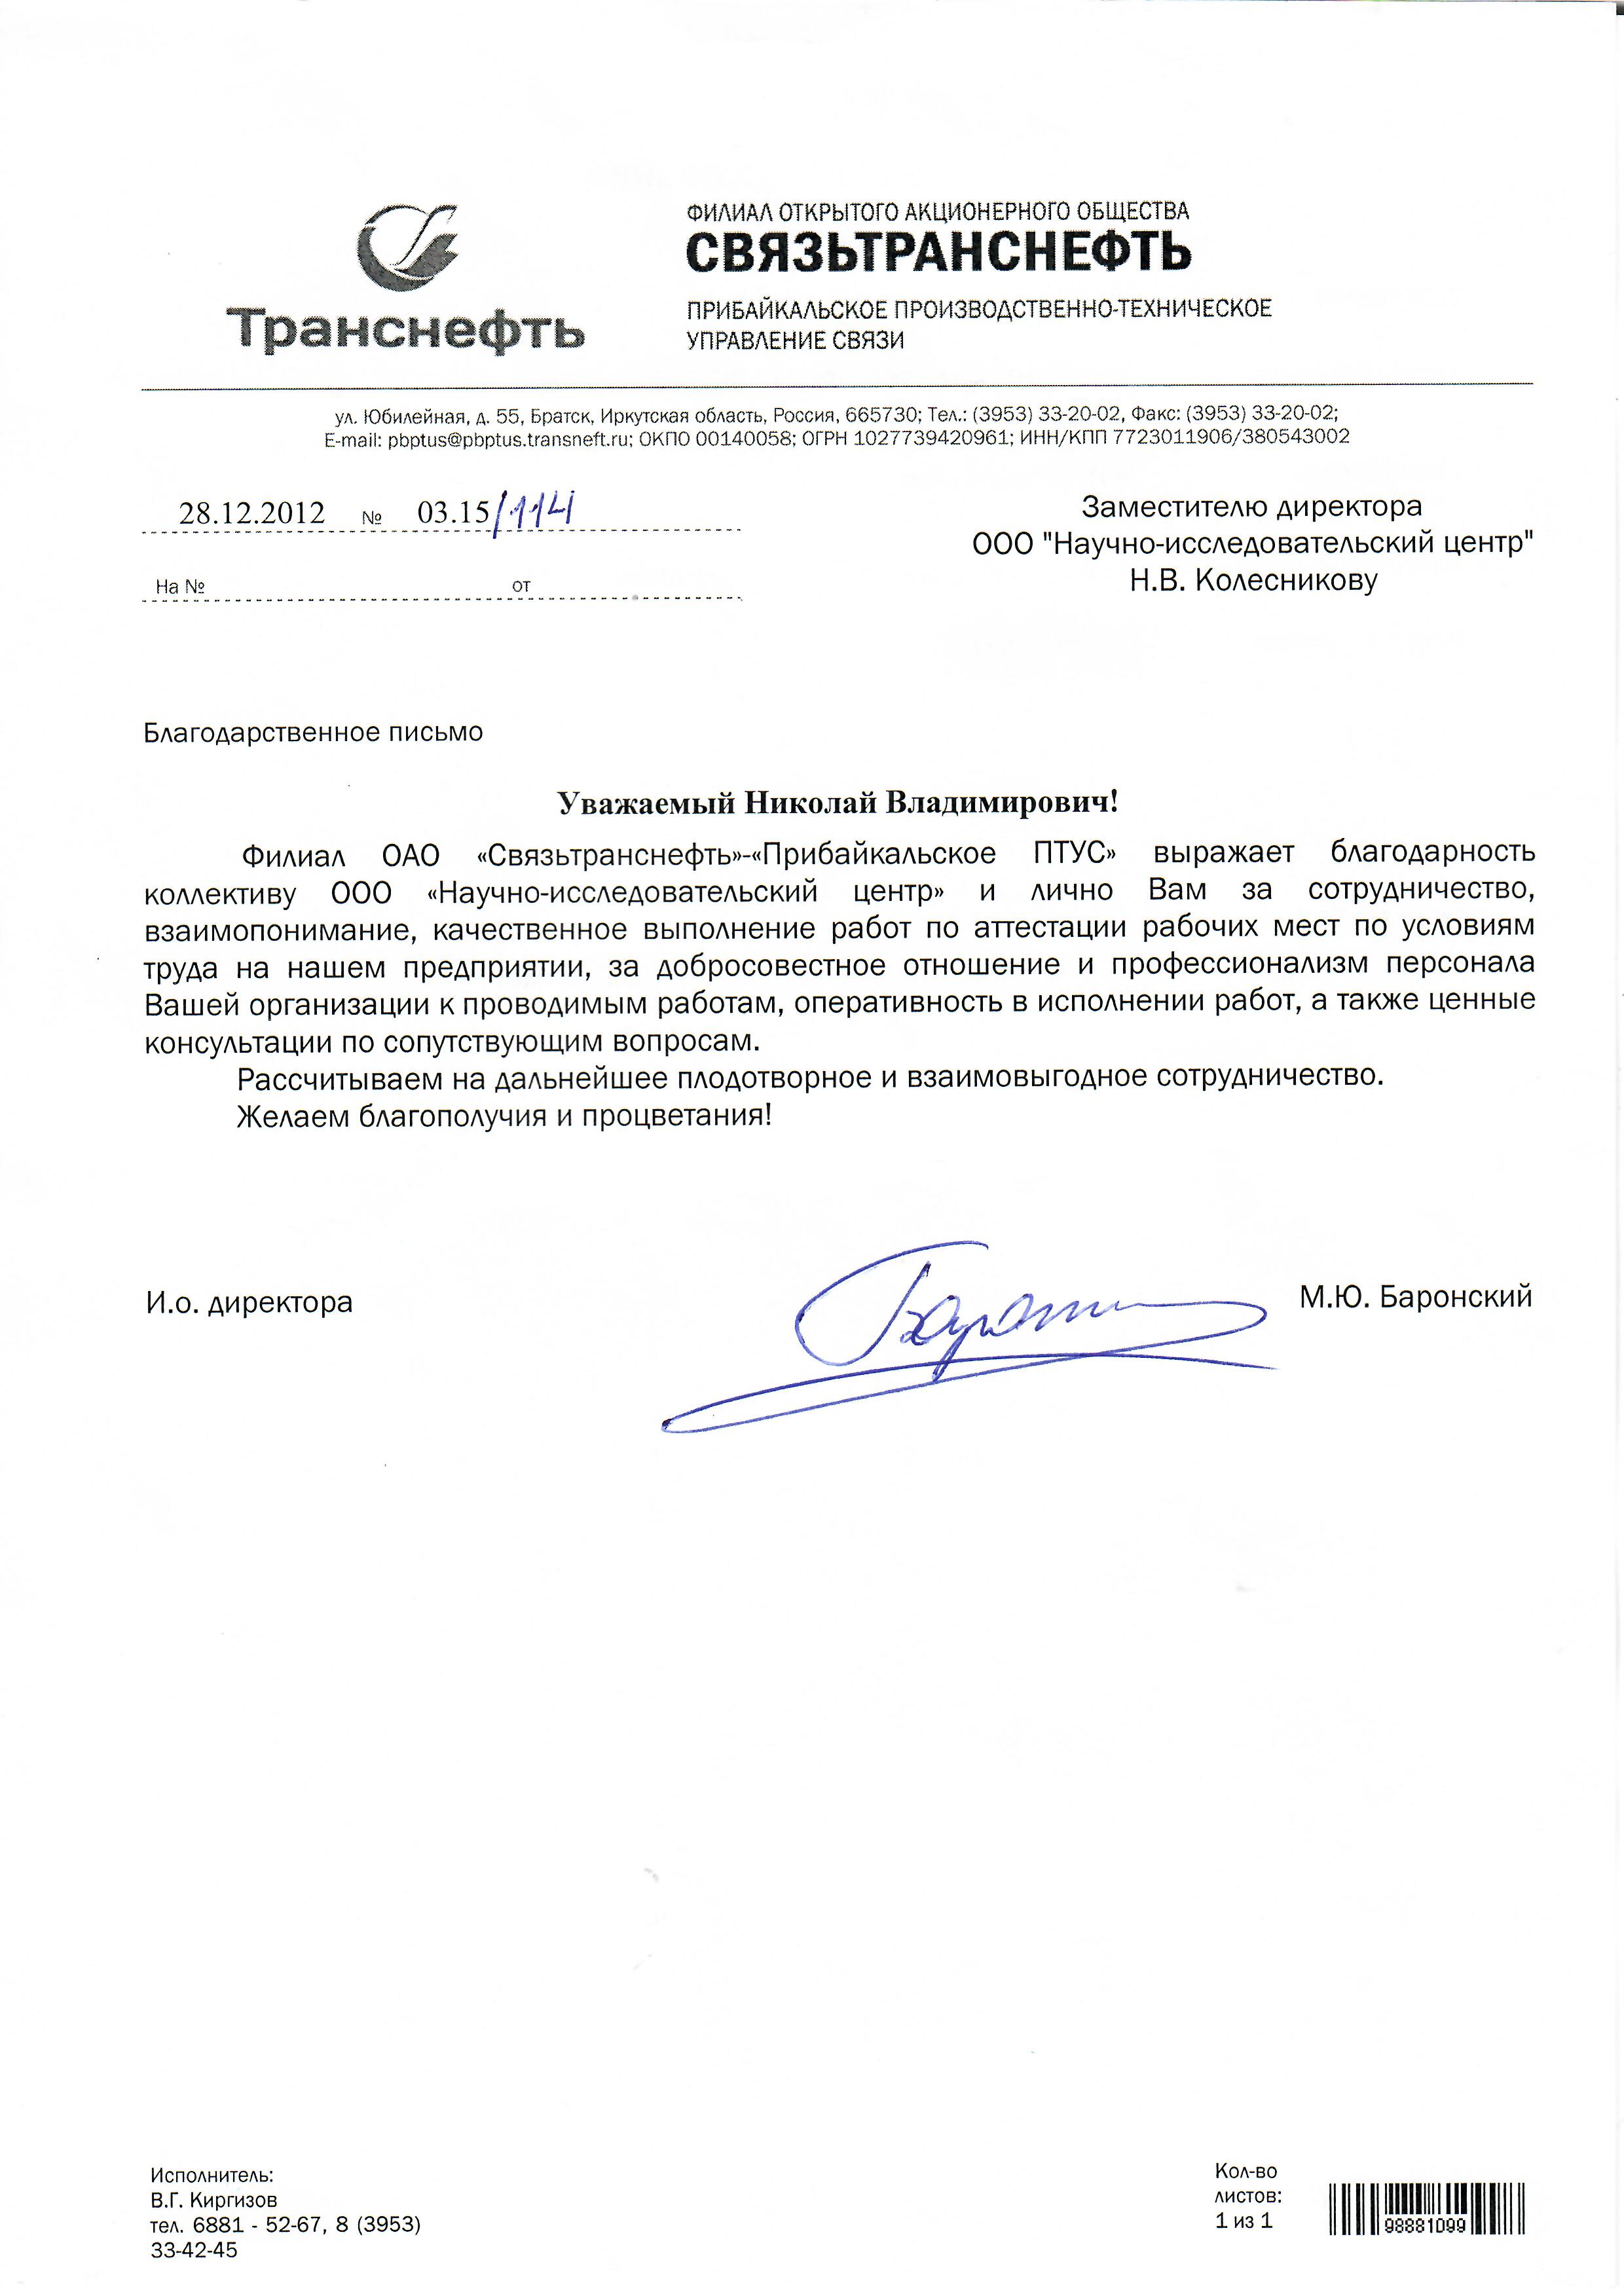 Транснефть
ФИЛИАЛ ОТКРЫТОГО АКЦИОНЕРНОГО ОБЩЕСТВА
СВЯЗЬТРАНСНЕФТЬ
ПРИБАЙКАЛЬСКОЕ ПРОИЗВОДСТВЕННО-ТЕХНИЧЕСКОЕ
УПРАВЛЕНИЕ СВЯЗИ
ул. Юбилейная, д. 55, Братск, Иркутская область, Россия, 665730; Тел.: (3953) 33-20-02, Факс: (3953) 33-20-02;
E-mail: pbptus@pbptus.transneft.ru; ОКПО 00140058; ОГРН 1027739420961; ИНН/КПП 7723011906/380543002
28.12.2012 № 03.15/114
На № от
Заместителю директора
ООО "Научно-исследовательский центр"
Н.В. Колесникову
Благодарственное письмо
Уважаемый Николай Владимирович!
Филиал ОАО «Связьтранснефть»-«Прибайкальское ПТУС» выражает благодарность
коллективу ООО «Научно-исследовательский центр» и лично Вам за сотрудничество,
взаимопонимание, качественное выполнение работ по аттестации рабочих мест по условиям
труда на нашем предприятии, за добросовестное отношение и профессионализм персонала
Вашей организации к проводимым работам, оперативность в исполнении работ, а также ценные
консультации по сопутствующим вопросам.
Рассчитываем на дальнейшее плодотворное и взаимовыгодное сотрудничество.
Желаем благополучия и процветания!
И.о. директора
М.Ю. Баронский
Исполнитель:
В.Г. Киргизов
тел. 6881 - 52-67, 8 (3953)
33-42-45
Кол-во
листов:
1 из 1
98881099